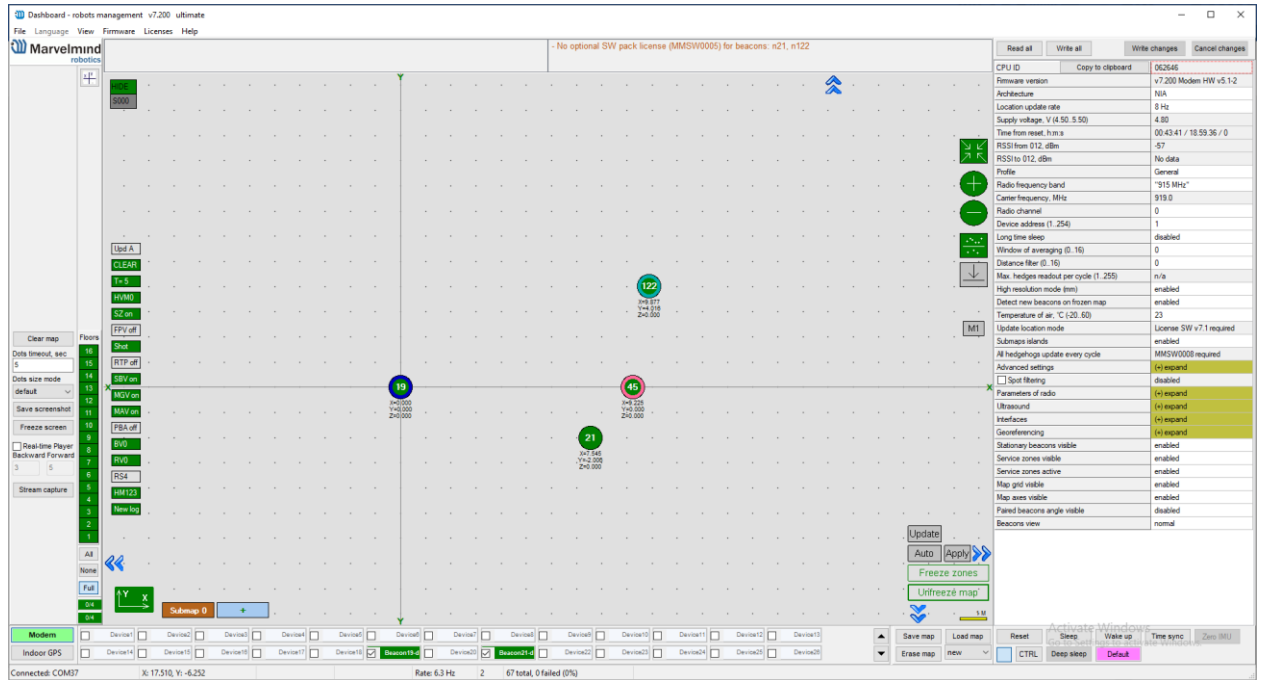 Dashboard - robots management v7.200 ultimate
File Language View Firmware Licenses Help
Marvelmind
robotics
- No optional SW pack license (MMSW0005) for beacons: n21, n122
Read all Write all Write changes Cancel changes
CPU ID Copy to clipboard 062646
Firmware version v7.200 Modem HW v5.1-2
Architecture NIA
Location update rate 8 Hz
Supply voltage, V (4.50..5.50) 4.80
Time from reset, h:m:s 00:43:41 / 18.59.36 / 0
RSSI from 012, dBm -57
RSSI to 012, dBm No data
Profile General
Radio frequency band "915 MHz"
Carrier frequency, MHz 919.0
Radio channel 0
Device address (1..254) 1
Long time sleep disabled
Window of averaging (0..16) 0
Distance filter (0..16) 0
Max. hedges readout per cycle (1..255) n/a
High resolution mode (mm) enabled
Detect new beacons on frozen map enabled
Temperature of air, °C (-20..60) 23
Update location mode License SW v7.1 required
Submaps islands enabled
All hedgehogs update every cycle MMSW0008 required
Advanced settings (+) expand
Spot filtering disabled
Parameters of radio (+) expand
Ultrasound (+) expand
Interfaces (+) expand
Georeferencing (+) expand
Stationary beacons visible enabled
Service zones visible enabled
Service zones active enabled
Map grid visible enabled
Map axes visible enabled
Paired beacons angle visible disabled
Beacons view normal
HIDE
S000
Y
Upd A
CLEAR
T= 5
HVM0
SZ on
FPV off
Shot
RTP off
SBV on
MGV on
MAV on
PBA off
BV0
RV0
RS4
HM123
New log
Clear map
Dots timeout, sec
5
Dots size mode
default
Save screenshot
Freeze screen
Real-time Player
Backward Forward
3 5
Stream capture
Floors
16
15
14
13
12
11
10
9
8
7
6
5
4
3
2
1
All
None
Full
0/4
0/4
122
X=9.877
Y=4.016
Z=0.000
M1
X
19
X=0.000
Y=0.000
Z=0.000
45
X=9.225
Y=0.000
Z=0.000
X
21
X=7.545
Y=-2.006
Z=0.000
Update
Auto Apply
Freeze zones
Unfreeze map
1 M
Y X
Submap 0 +
Y
Modem Device1 Device2 Device3 Device4 Device5 Device6 Device7 Device8 Device9 Device10 Device11 Device12 Device13
Indoor GPS Device14 Device15 Device16 Device17 Device18 Beacon19-d Device20 Beacon21-d Device22 Device23 Device24 Device25 Device26
Save map Load map
Erase map new
Reset Sleep Wake up Time sync Zero IMU
CTRL Deep sleep Default
Activate Windows
Connected: COM37 X: 17.510, Y: -6.252 Rate: 6.3 Hz 2 67 total, 0 failed (0%)